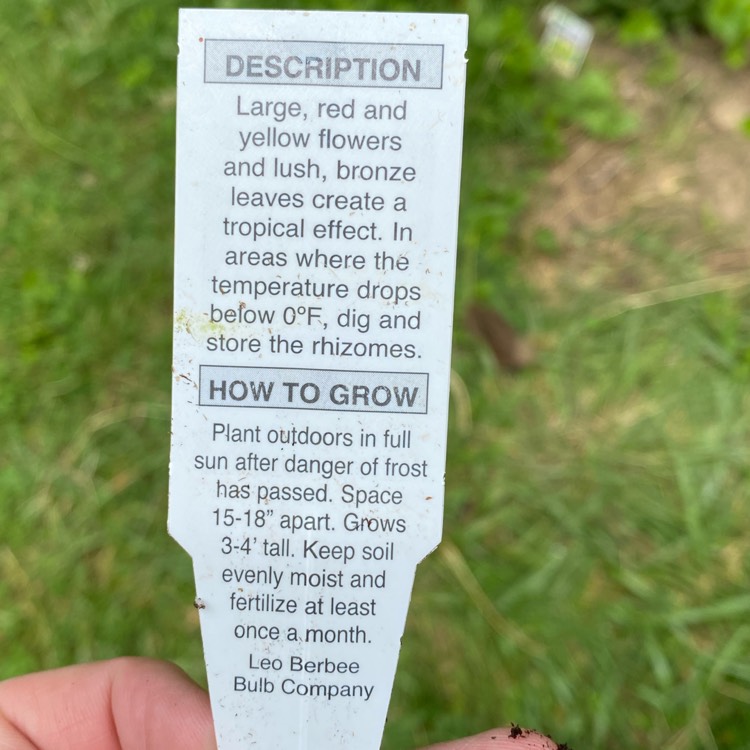 DESCRIPTION
Large, red and
yellow flowers
and lush, bronze
leaves create a
tropical effect. In
areas where the
temperature drops
below 0°F, dig and
store the rhizomes.
HOW TO GROW
Plant outdoors in full
sun after danger of frost
has passed. Space
15-18” apart. Grows
3-4’ tall. Keep soil
evenly moist and
fertilize at least
once a month.
Leo Berbee
Bulb Company